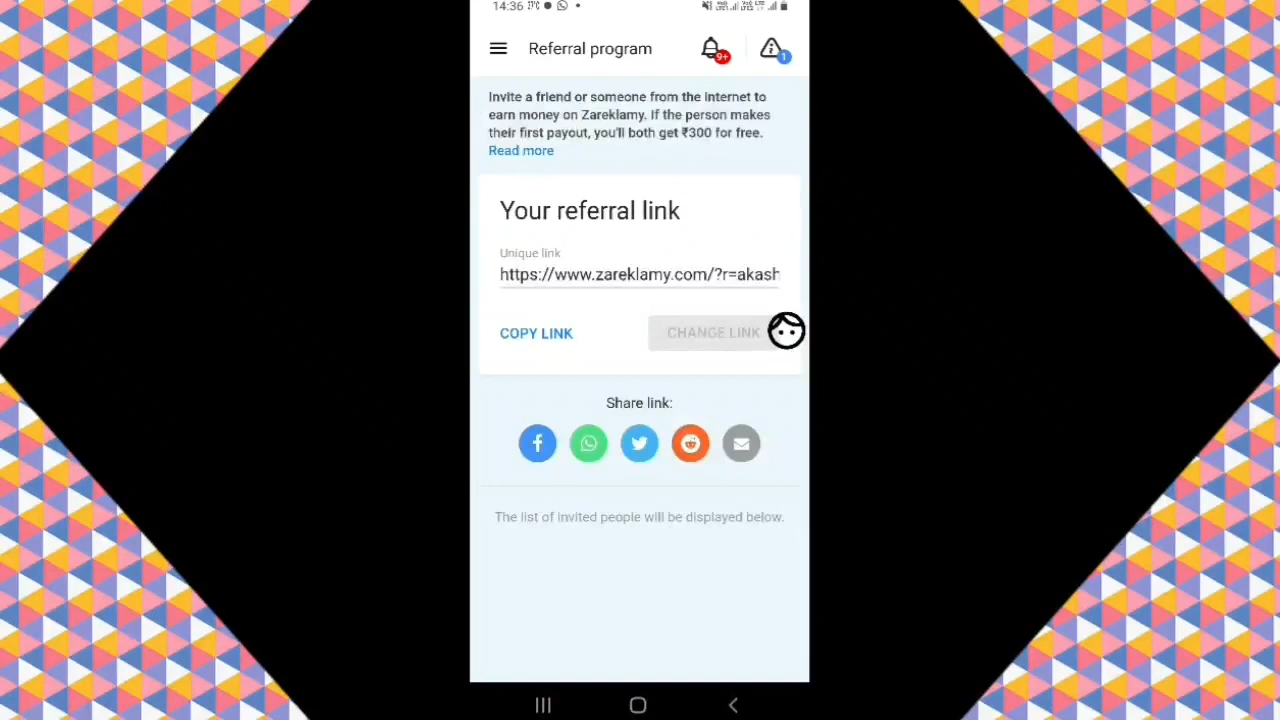 14:36
Referral program
9+
1
Invite a friend or someone from the internet to
earn money on Zareklamy. If the person makes
their first payout, you'll both get ₹300 for free.
Read more
Your referral link
Unique link
https://www.zareklamy.com/?r=akash
COPY LINK
CHANGE LINK
Share link:
The list of invited people will be displayed below.